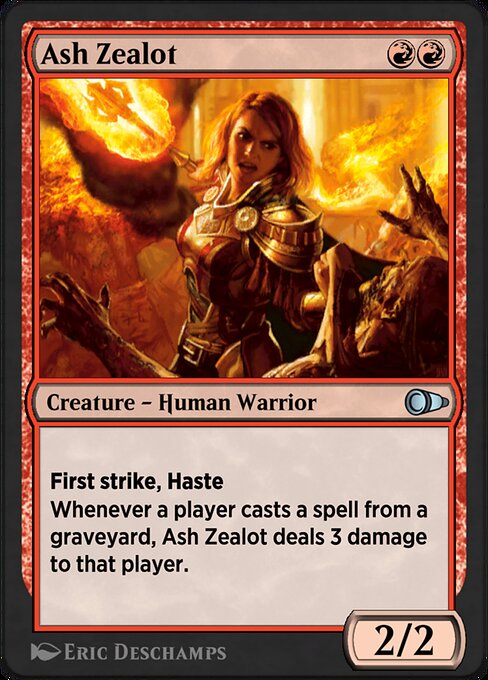 Ash Zealot
Creature – Human Warrior
First strike, Haste
Whenever a player casts a spell from a
graveyard, Ash Zealot deals 3 damage
to that player.
2/2
Eric Deschamps